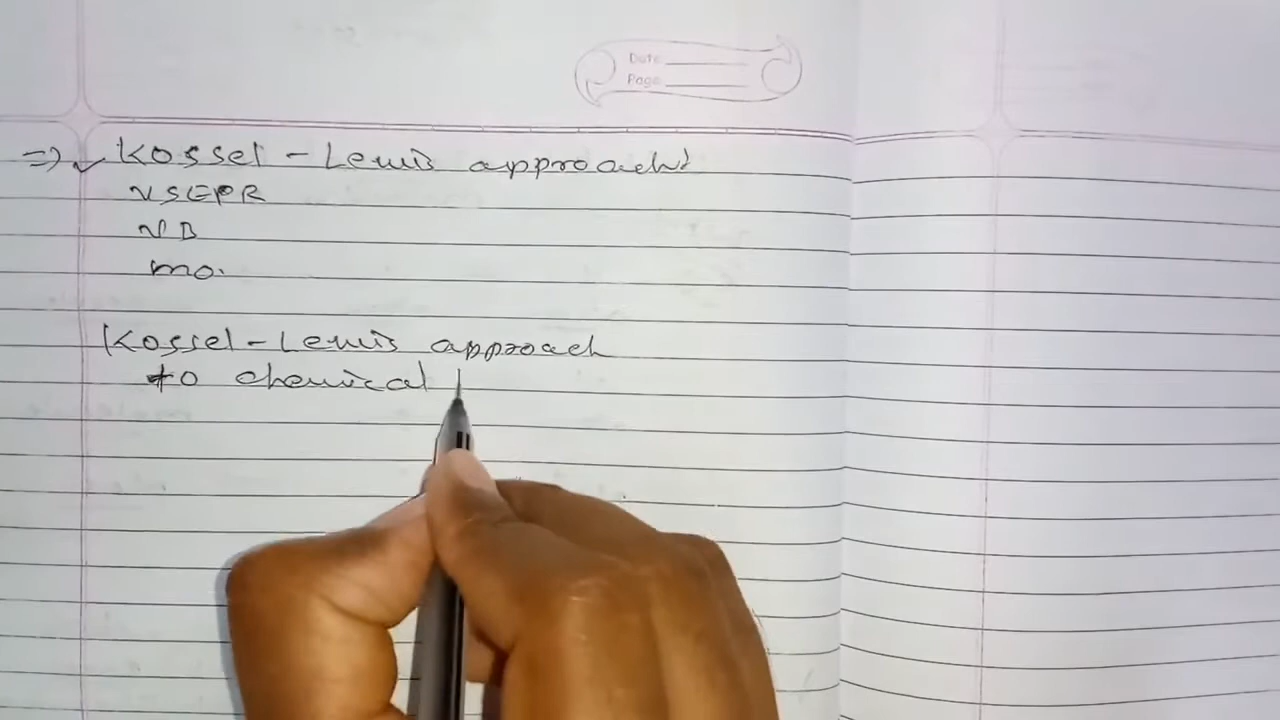 Date
Page
=> ✓ Kossel - Lewis approach:
VSEPR
VB
mo.
Kossel - Lewis approach
to chemical